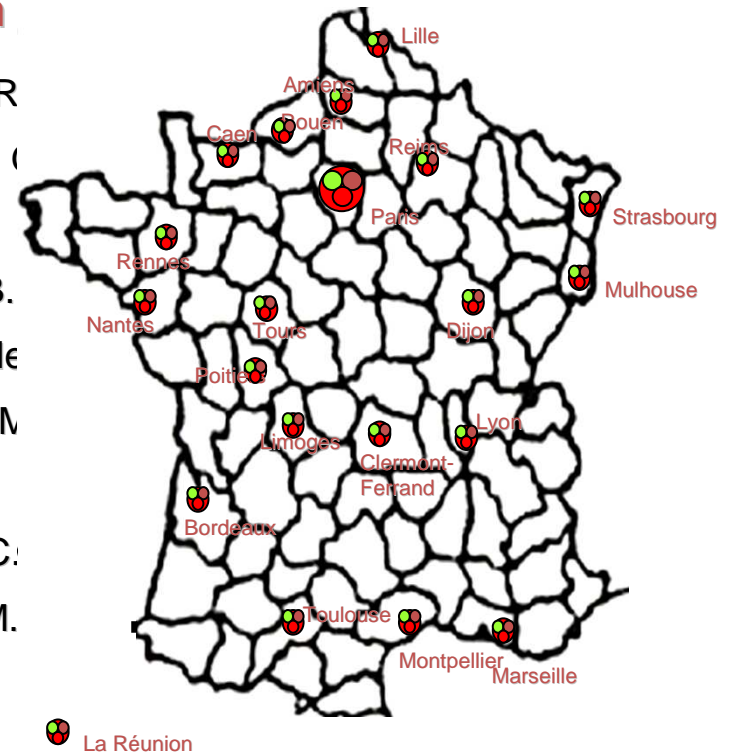 Lille
Amiens
Rouen
Caen
Reims
Paris
Strasbourg
Rennes
Mulhouse
Nantes
Tours
Dijon
Poitiers
Lyon
Limoges
Clermont-
Ferrand
Bordeaux
Toulouse
Montpellier
Marseille
La Réunion